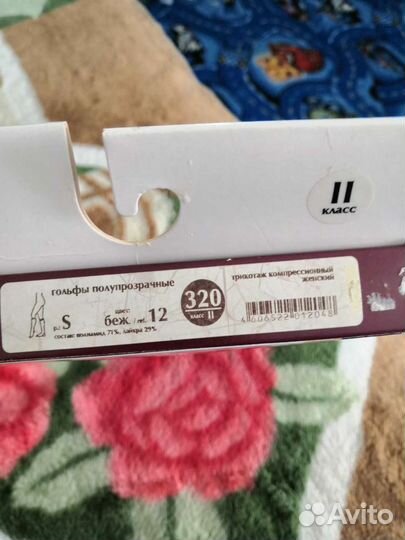 II
класс
гольфы полупрозрачные
трикотаж компрессионный
женский
320
класс II
цвет:
р. S беж. / ref. 12
состав: полиамид 71%, лайкра 29%
4606522012048
Avito